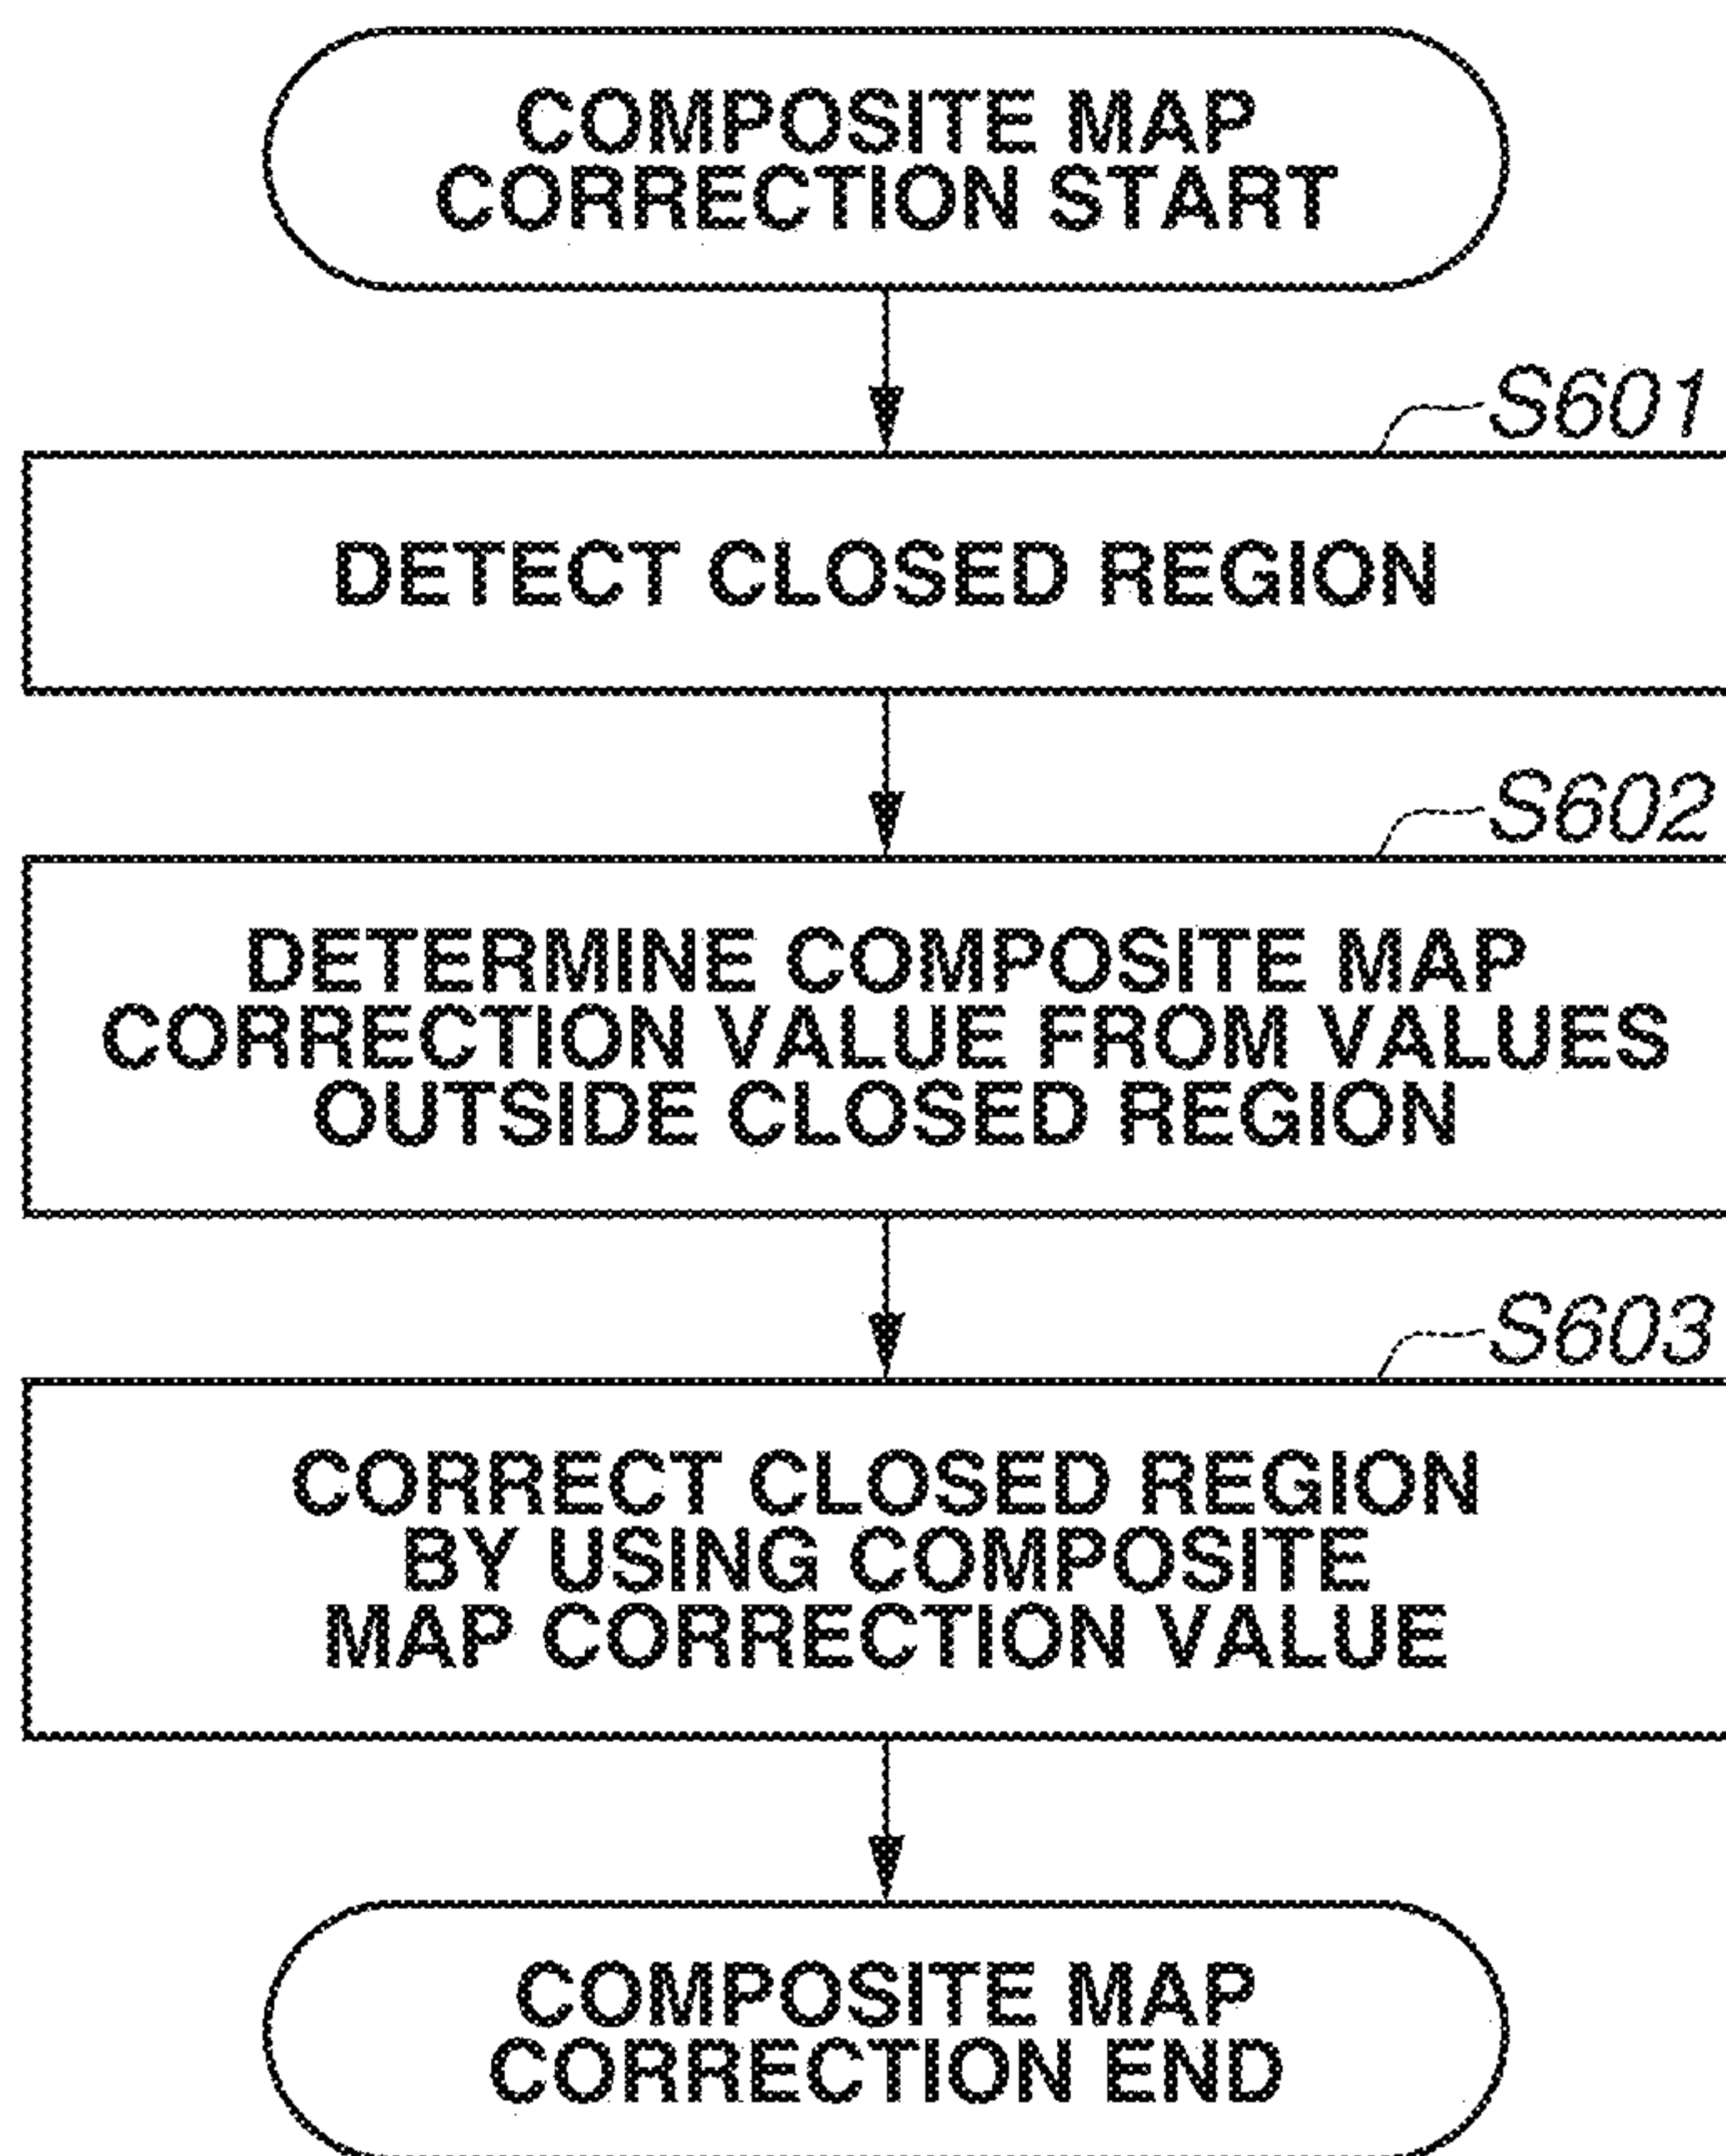 COMPOSITE MAP
CORRECTION START
S601
DETECT CLOSED REGION
S602
DETERMINE COMPOSITE MAP
CORRECTION VALUE FROM VALUES
OUTSIDE CLOSED REGION
S603
CORRECT CLOSED REGION
BY USING COMPOSITE
MAP CORRECTION VALUE
COMPOSITE MAP
CORRECTION END